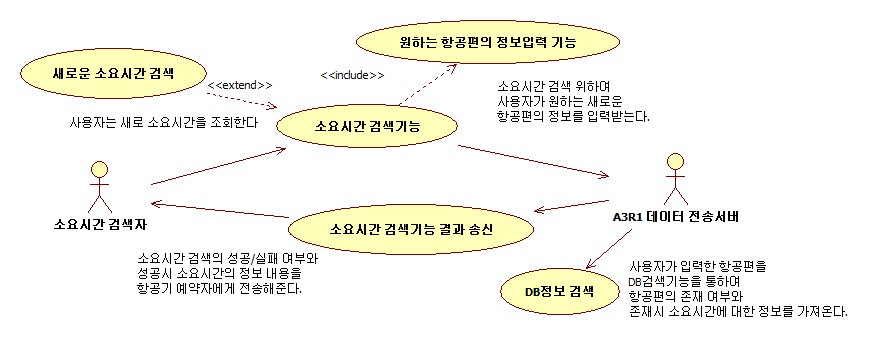 원하는 항공편의 정보입력 기능
새로운 소요시간 검색
<<extend>>
<<include>>
소요시간 검색 위하여
사용자가 원하는 새로운
항공편의 정보를 입력받는다.
사용자는 새로 소요시간을 조회한다
소요시간 검색기능
소요시간 검색자
A3R1 데이터 전송서버
소요시간 검색기능 결과 송신
소요시간 검색의 성공/실패 여부와
성공시 소요시간의 정보 내용을
항공기 예약자에게 전송해준다.
DB정보 검색
사용자가 입력한 항공편을
DB검색기능을 통하여
항공편의 존재 여부와
존재시 소요시간에 대한 정보를 가져온다.